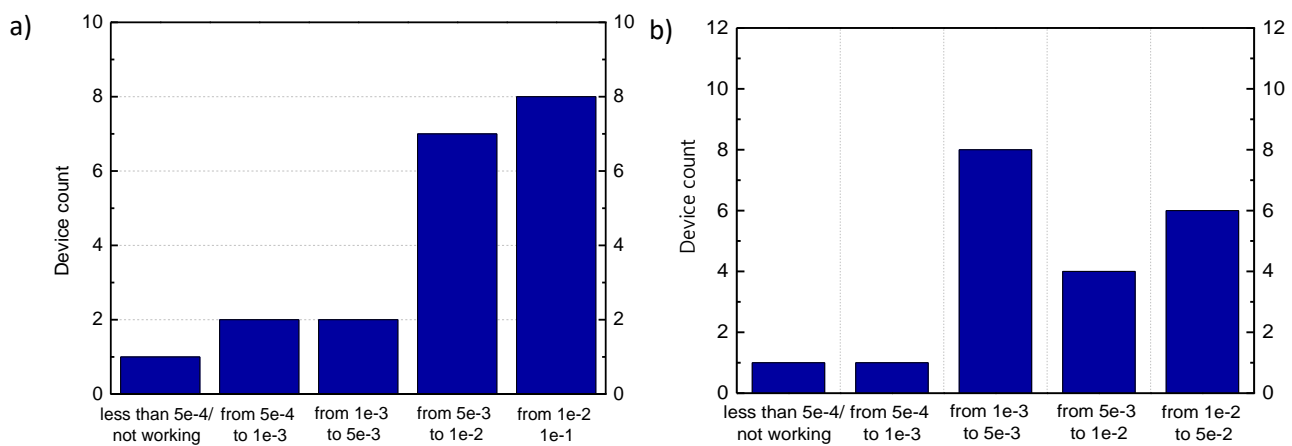 a)
10
8
6
4
2
0
Device count
10
8
6
4
2
0
less than 5e-4/
not working
from 5e-4
to 1e-3
from 1e-3
to 5e-3
from 5e-3
to 1e-2
from 1e-2
1e-1
b)
12
10
8
6
4
2
0
Device count
12
10
8
6
4
2
0
less than 5e-4/
not working
from 5e-4
to 1e-3
from 1e-3
to 5e-3
from 5e-3
to 1e-2
from 1e-2
to 5e-2